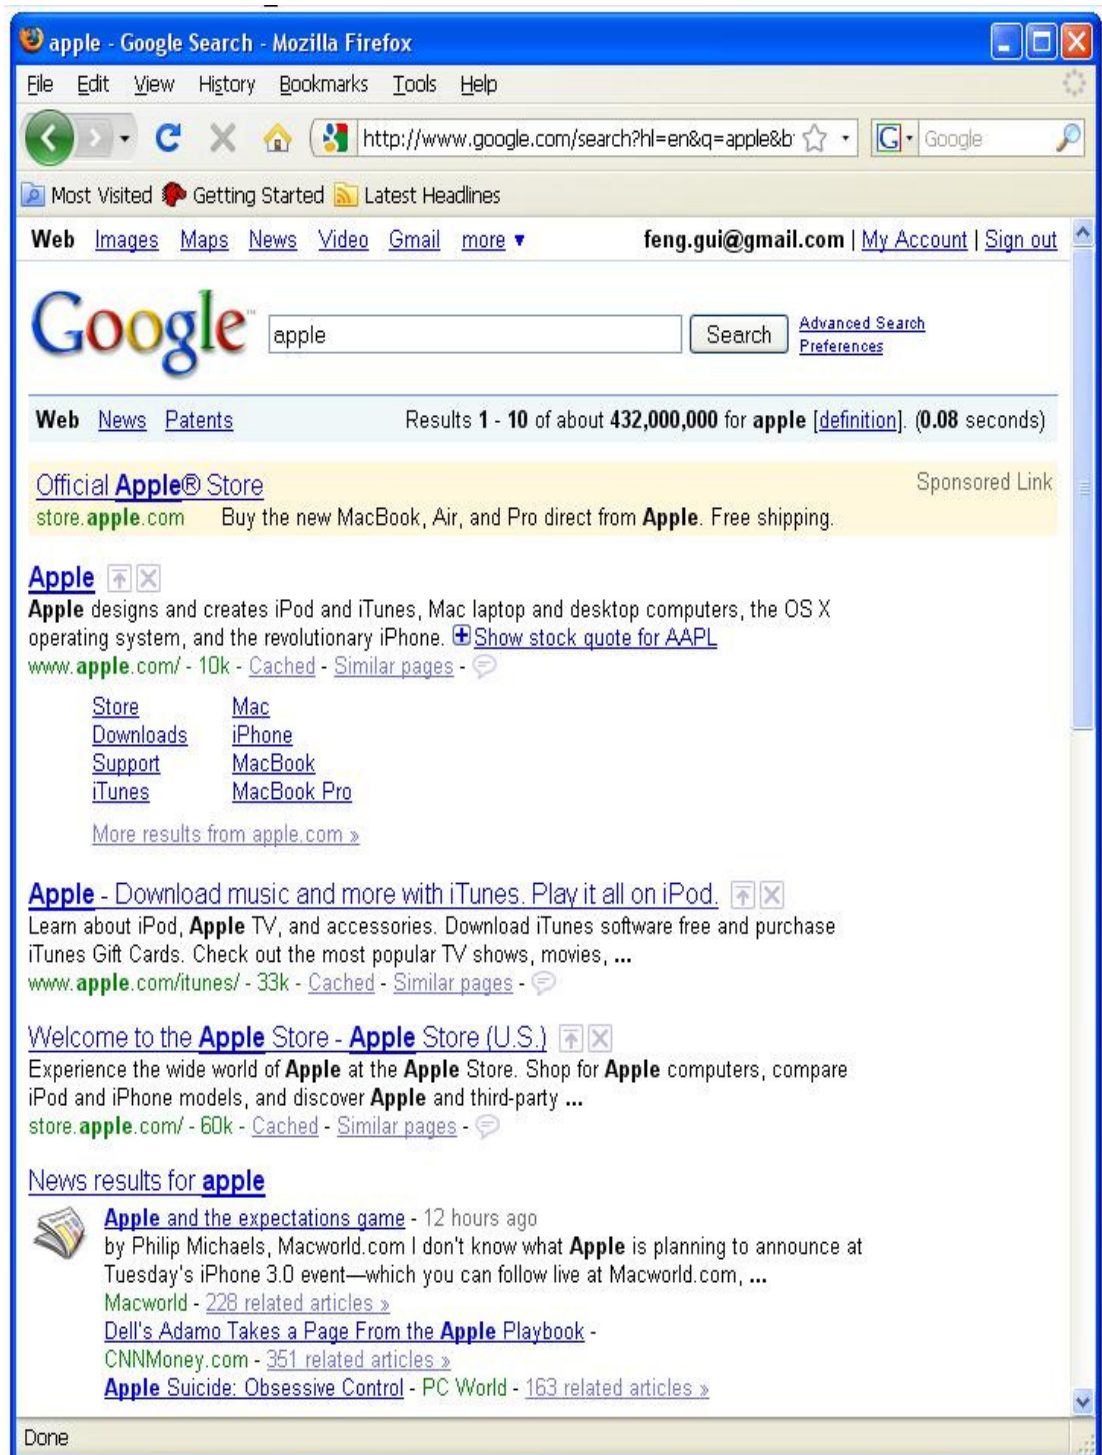 apple - Google Search - Mozilla Firefox
File Edit View History Bookmarks Tools Help
http://www.google.com/search?hl=en&q=apple&b Google
Most Visited Getting Started Latest Headlines
Web Images Maps News Video Gmail more ▼ feng.gui@gmail.com | My Account | Sign out
Google™ apple Search Advanced Search
Preferences
Web News Patents Results 1 - 10 of about 432,000,000 for apple [definition]. (0.08 seconds)
Official Apple® Store Sponsored Link
store.apple.com Buy the new MacBook, Air, and Pro direct from Apple. Free shipping.
Apple
Apple designs and creates iPod and iTunes, Mac laptop and desktop computers, the OS X
operating system, and the revolutionary iPhone. Show stock quote for AAPL
www.apple.com/ - 10k - Cached - Similar pages -
Store Mac
Downloads iPhone
Support MacBook
iTunes MacBook Pro
More results from apple.com »
Apple - Download music and more with iTunes. Play it all on iPod.
Learn about iPod, Apple TV, and accessories. Download iTunes software free and purchase
iTunes Gift Cards. Check out the most popular TV shows, movies, ...
www.apple.com/itunes/ - 33k - Cached - Similar pages -
Welcome to the Apple Store - Apple Store (U.S.)
Experience the wide world of Apple at the Apple Store. Shop for Apple computers, compare
iPod and iPhone models, and discover Apple and third-party ...
store.apple.com/ - 60k - Cached - Similar pages -
News results for apple
Apple and the expectations game - 12 hours ago
by Philip Michaels, Macworld.com I don't know what Apple is planning to announce at
Tuesday's iPhone 3.0 event—which you can follow live at Macworld.com, ...
Macworld - 228 related articles »
Dell's Adamo Takes a Page From the Apple Playbook -
CNNMoney.com - 351 related articles »
Apple Suicide: Obsessive Control - PC World - 163 related articles »
Done